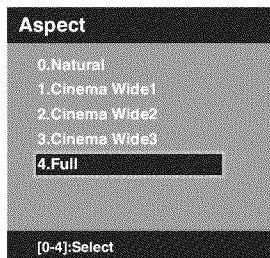 Aspect
0.Natural
1.Cinema Wide1
2.Cinema Wide2
3.Cinema Wide3
4.Full
[0-4]:Select